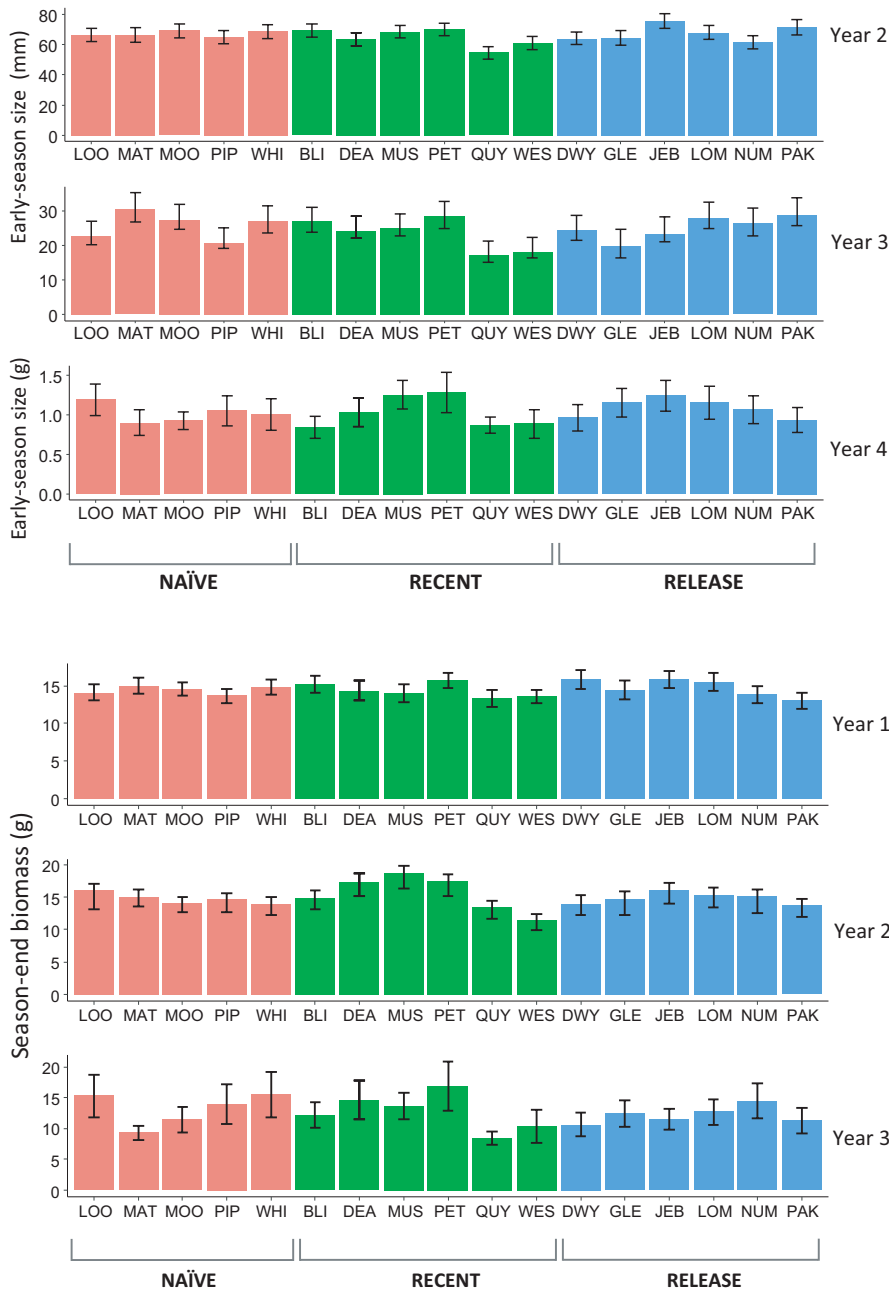 Early-season size (mm)
80
60
40
20
0
Year 2
LOO MAT MOO PIP WHI BLI DEA MUS PET QUY WES DWY GLE JEB LOM NUM PAK
30
20
10
0
Year 3
LOO MAT MOO PIP WHI BLI DEA MUS PET QUY WES DWY GLE JEB LOM NUM PAK
Early-season size (g)
1.5
1.0
0.5
0.0
Year 4
LOO MAT MOO PIP WHI BLI DEA MUS PET QUY WES DWY GLE JEB LOM NUM PAK
NAÏVE RECENT RELEASE
Season-end biomass (g)
15
10
5
0
Year 1
LOO MAT MOO PIP WHI BLI DEA MUS PET QUY WES DWY GLE JEB LOM NUM PAK
20
15
10
5
0
Year 2
LOO MAT MOO PIP WHI BLI DEA MUS PET QUY WES DWY GLE JEB LOM NUM PAK
20
15
10
5
0
Year 3
LOO MAT MOO PIP WHI BLI DEA MUS PET QUY WES DWY GLE JEB LOM NUM PAK
NAÏVE RECENT RELEASE